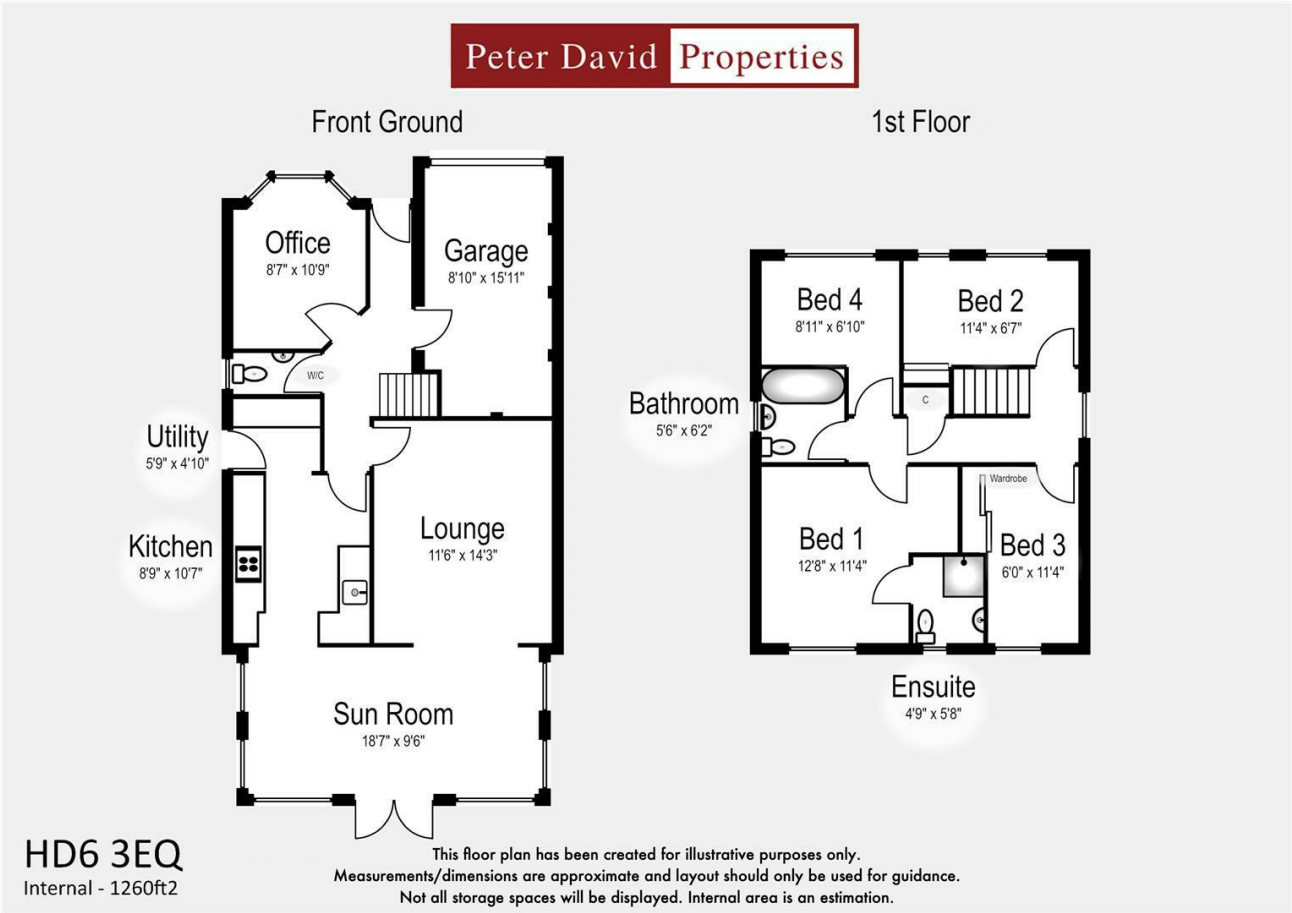 Peter David Properties
Front Ground
1st Floor
Office
8'7" x 10'9"
Garage
8'10" x 15'11"
W/C
Utility
5'9" x 4'10"
Kitchen
8'9" x 10'7"
Lounge
11'6" x 14'3"
Sun Room
18'7" x 9'6"
Bed 4
8'11" x 6'10"
Bed 2
11'4" x 6'7"
Bathroom
5'6" x 6'2"
C
Wardrobe
Bed 1
12'8" x 11'4"
Bed 3
6'0" x 11'4"
Ensuite
4'9" x 5'8"
HD6 3EQ
Internal - 1260ft2
This floor plan has been created for illustrative purposes only.
Measurements/dimensions are approximate and layout should only be used for guidance.
Not all storage spaces will be displayed. Internal area is an estimation.